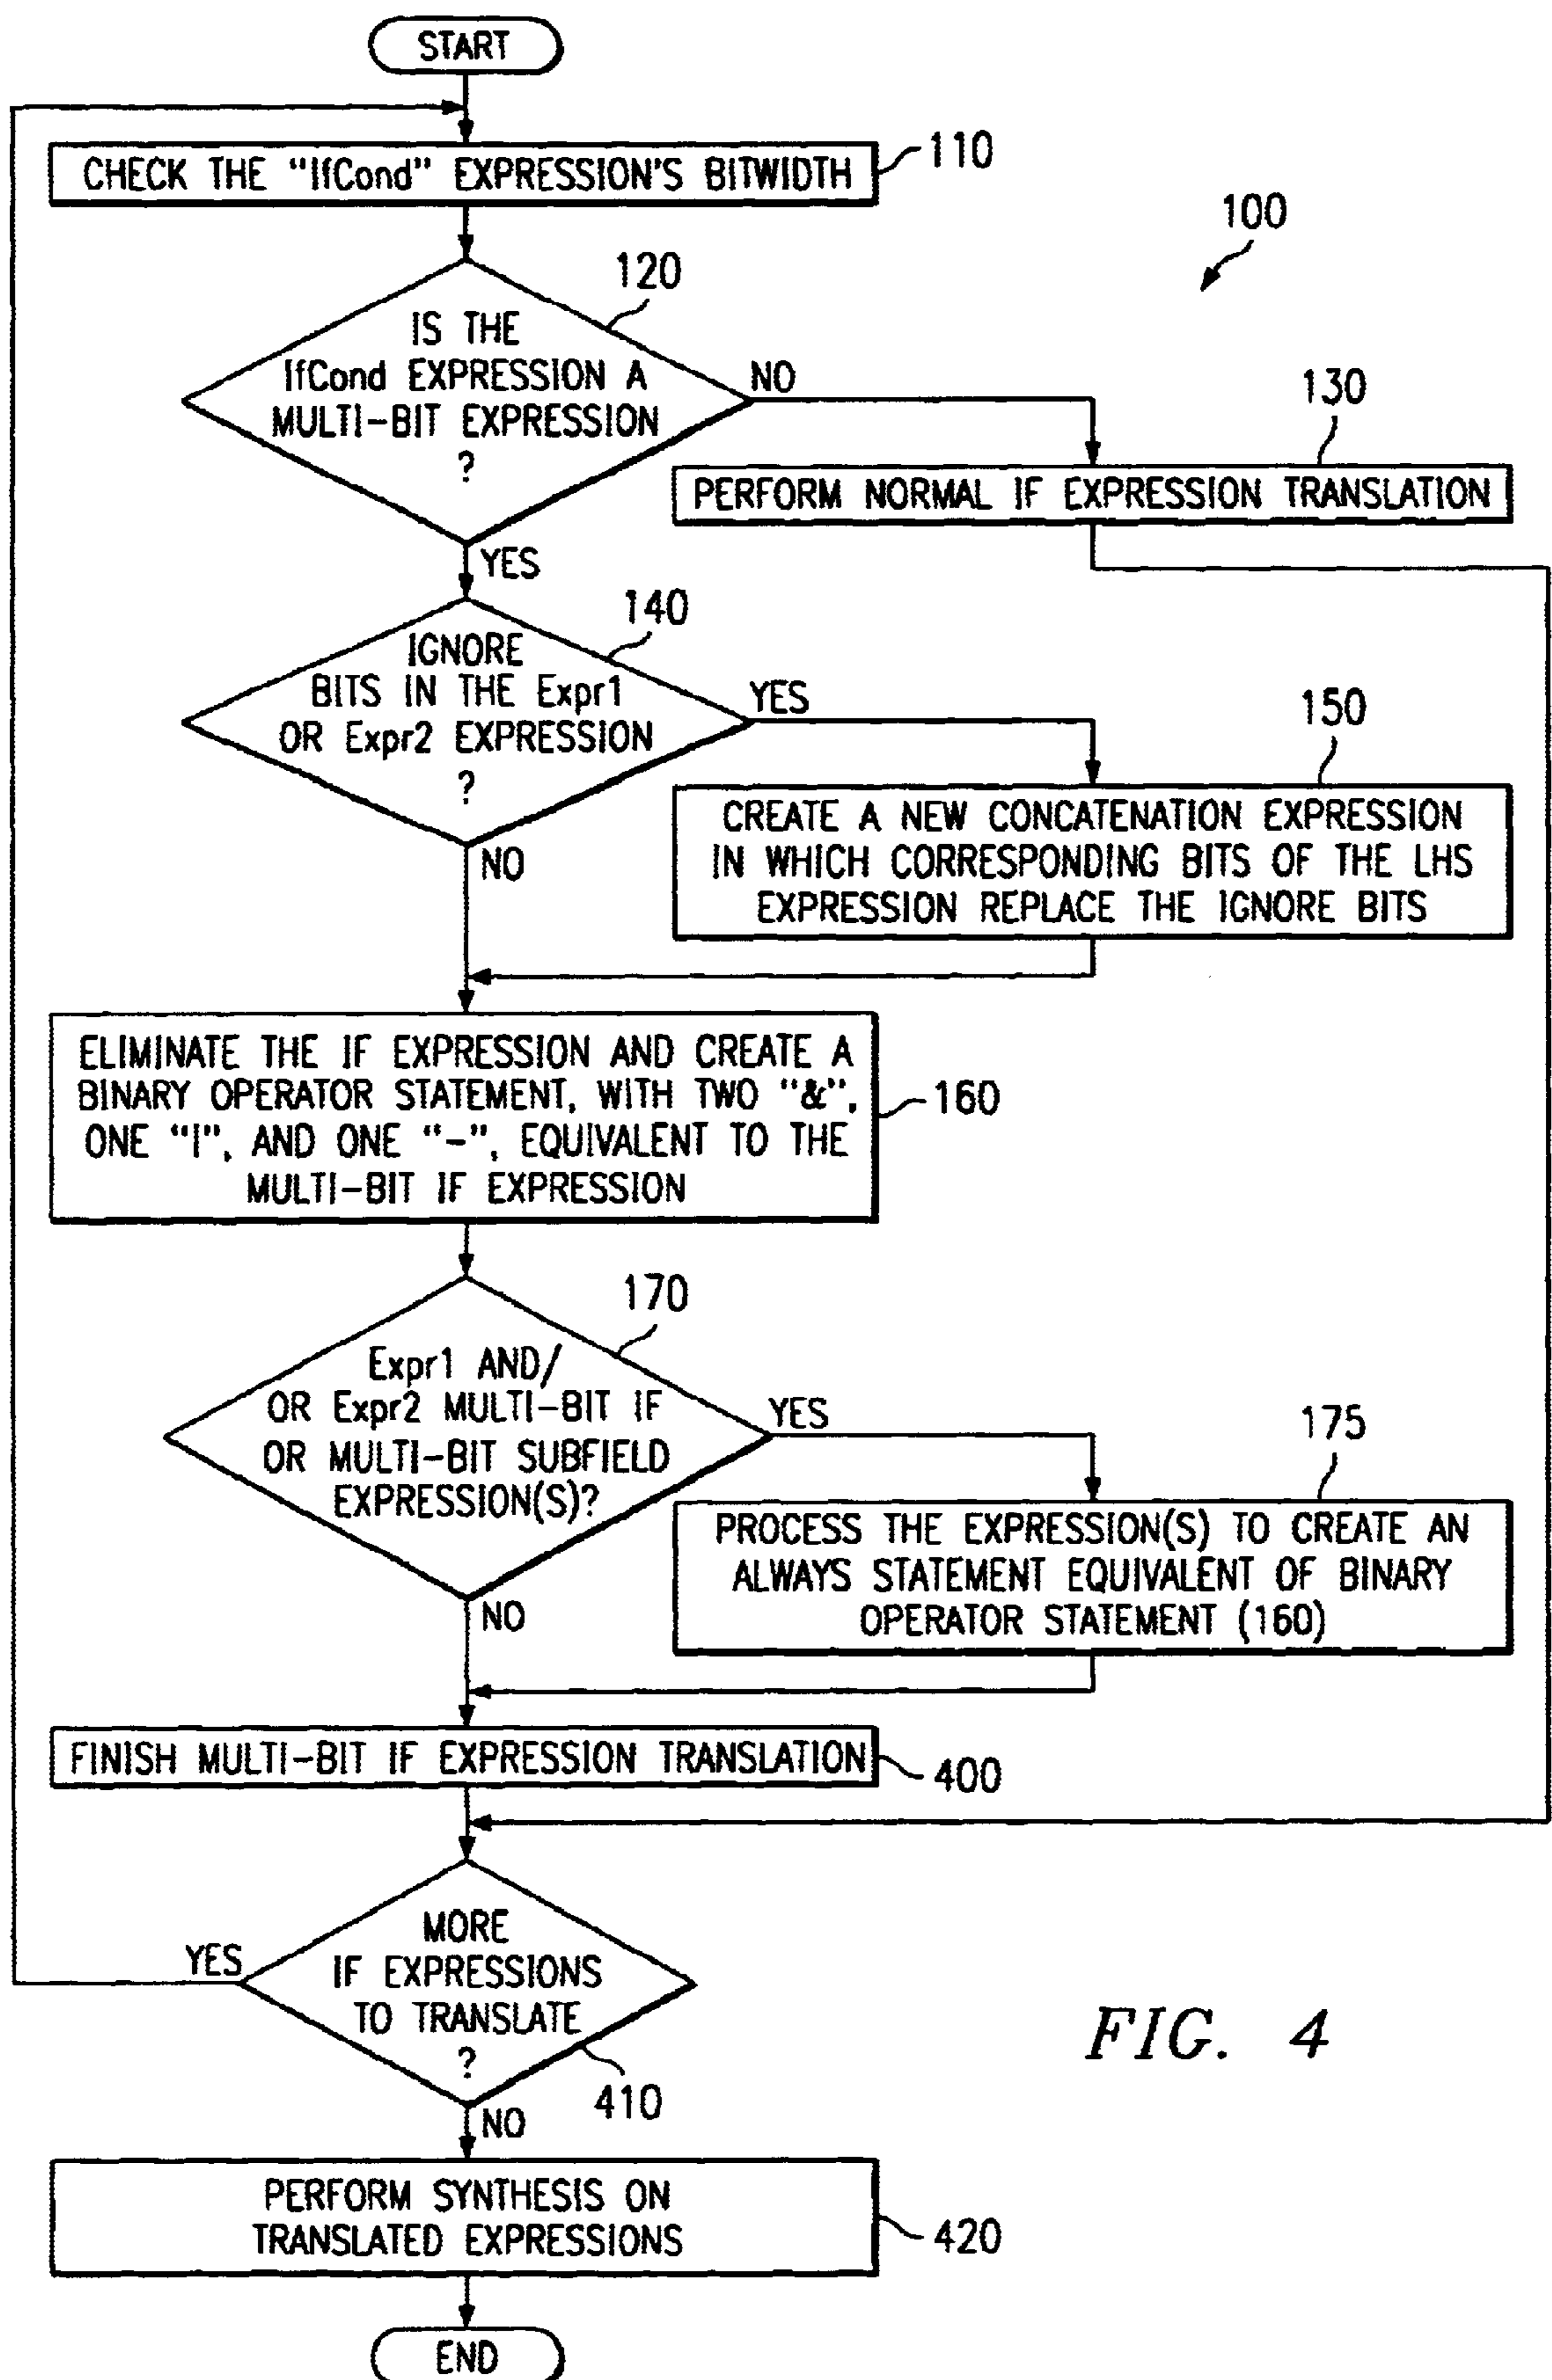 START
CHECK THE "IfCond" EXPRESSION'S BITWIDTH
110
100
120
IS THE
IfCond EXPRESSION A
MULTI-BIT EXPRESSION
?
NO
130
PERFORM NORMAL IF EXPRESSION TRANSLATION
YES
140
IGNORE
BITS IN THE Expr1
OR Expr2 EXPRESSION
?
YES
150
CREATE A NEW CONCATENATION EXPRESSION
IN WHICH CORRESPONDING BITS OF THE LHS
EXPRESSION REPLACE THE IGNORE BITS
NO
ELIMINATE THE IF EXPRESSION AND CREATE A
BINARY OPERATOR STATEMENT, WITH TWO "&",
ONE "|", AND ONE "-", EQUIVALENT TO THE
MULTI-BIT IF EXPRESSION
160
170
Expr1 AND/
OR Expr2 MULTI-BIT IF
OR MULTI-BIT SUBFIELD
EXPRESSION(S)?
YES
175
PROCESS THE EXPRESSION(S) TO CREATE AN
ALWAYS STATEMENT EQUIVALENT OF BINARY
OPERATOR STATEMENT (160)
NO
FINISH MULTI-BIT IF EXPRESSION TRANSLATION
400
MORE
IF EXPRESSIONS
TO TRANSLATE
?
YES
410
NO
FIG. 4
PERFORM SYNTHESIS ON
TRANSLATED EXPRESSIONS
420
END